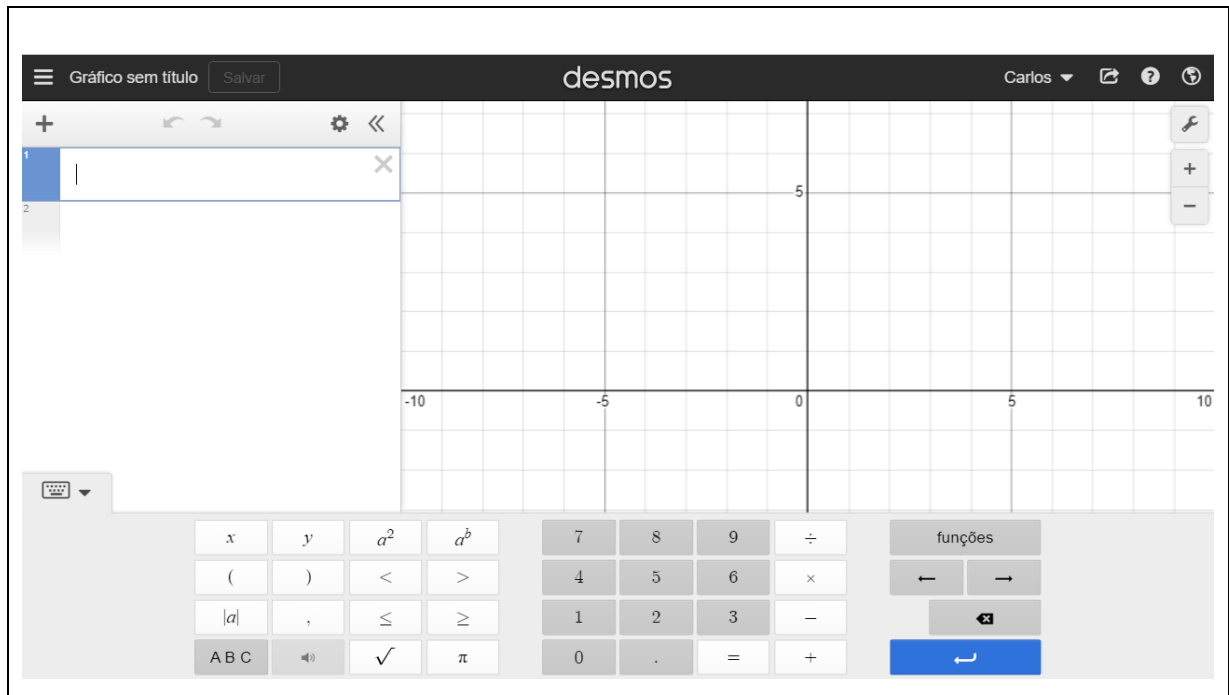 Gráfico sem título Salvar desmos Carlos ?
+ «
1
2
5
-10 -5 0 5 10
+
−
x y a² aᵇ 7 8 9 ÷ funções
( ) < > 4 5 6 × ← →
|a| , ≤ ≥ 1 2 3 −
A B C √ π 0 . = +